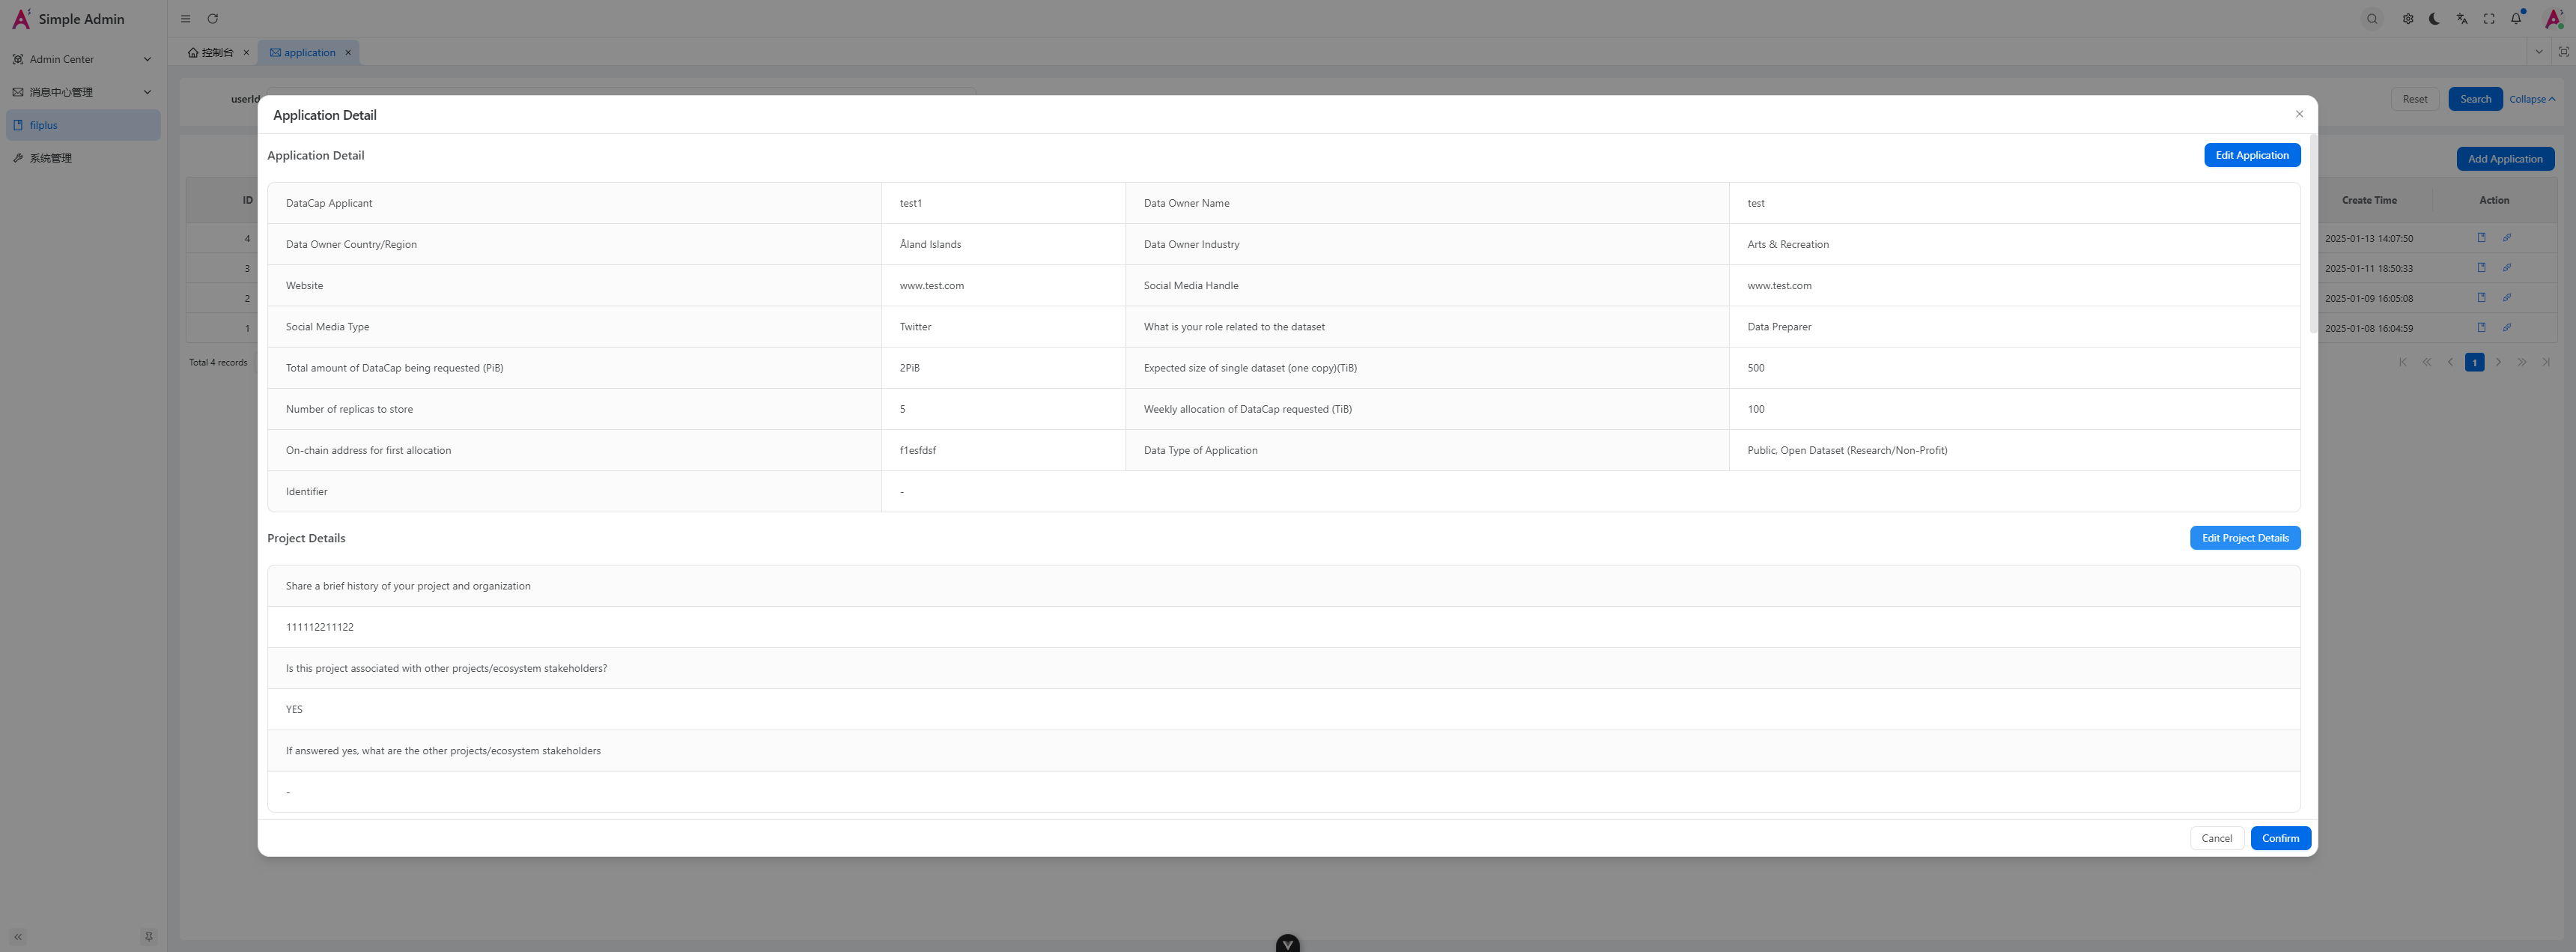 Simple Admin
Admin Center
消息中心管理
filplus
系统管理
控制台
application
userId
Reset
Search
Collapse
Add Application
ID
Create Time
Action
4
2025-01-13 14:07:50
3
2025-01-11 18:50:33
2
2025-01-09 16:05:08
1
2025-01-08 16:04:59
Total 4 records
1
Application Detail
Application Detail
Edit Application
DataCap Applicant test1 Data Owner Name test
Data Owner Country/Region Åland Islands Data Owner Industry Arts & Recreation
Website www.test.com Social Media Handle www.test.com
Social Media Type Twitter What is your role related to the dataset Data Preparer
Total amount of DataCap being requested (PiB) 2PiB Expected size of single dataset (one copy)(TiB) 500
Number of replicas to store 5 Weekly allocation of DataCap requested (TiB) 100
On-chain address for first allocation f1esfdsf Data Type of Application Public, Open Dataset (Research/Non-Profit)
Identifier -
Project Details
Edit Project Details
Share a brief history of your project and organization
111112211122
Is this project associated with other projects/ecosystem stakeholders?
YES
If answered yes, what are the other projects/ecosystem stakeholders
-
Cancel
Confirm